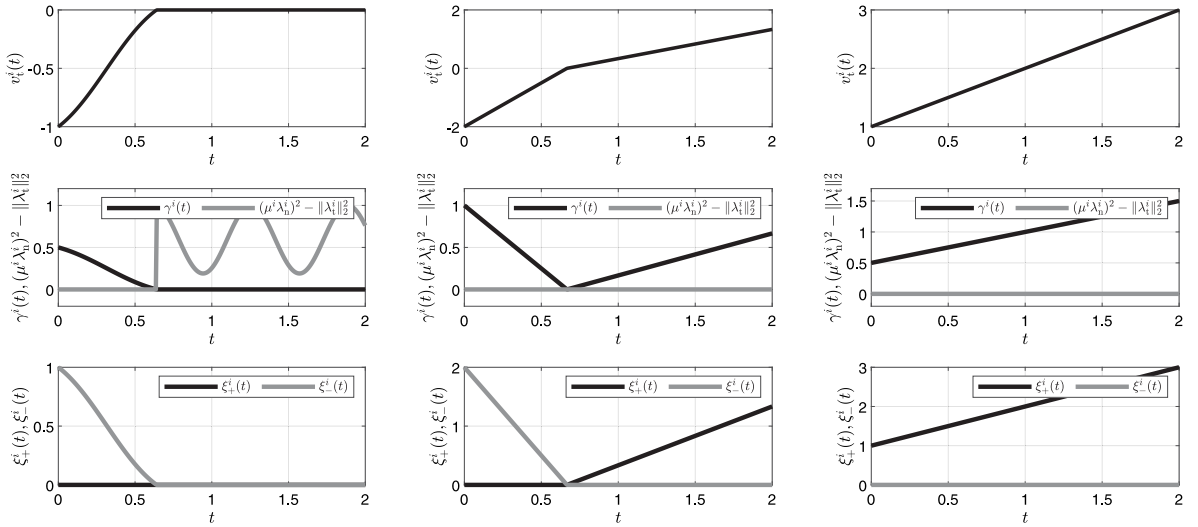 0
-0.5
-1
v_t^i(t)
0 0.5 1 1.5 2
t
2
0
-2
v_t^i(t)
0 0.5 1 1.5 2
t
3
2
1
v_t^i(t)
0 0.5 1 1.5 2
t
γ^i(t), (μ^i λ_n^i)^2 − ‖λ_t^i‖_2^2
1
0.5
0
γ^i(t) (μ^i λ_n^i)^2 − ‖λ_t^i‖_2^2
0 0.5 1 1.5 2
t
γ^i(t), (μ^i λ_n^i)^2 − ‖λ_t^i‖_2^2
1
0.5
0
γ^i(t) (μ^i λ_n^i)^2 − ‖λ_t^i‖_2^2
0 0.5 1 1.5 2
t
γ^i(t), (μ^i λ_n^i)^2 − ‖λ_t^i‖_2^2
1.5
1
0.5
0
γ^i(t) (μ^i λ_n^i)^2 − ‖λ_t^i‖_2^2
0 0.5 1 1.5 2
t
ξ_+^i(t), ξ_-^i(t)
1
0.5
0
ξ_+^i(t) ξ_-^i(t)
0 0.5 1 1.5 2
t
ξ_+^i(t), ξ_-^i(t)
2
1
0
ξ_+^i(t) ξ_-^i(t)
0 0.5 1 1.5 2
t
ξ_+^i(t), ξ_-^i(t)
3
2
1
0
ξ_+^i(t) ξ_-^i(t)
0 0.5 1 1.5 2
t